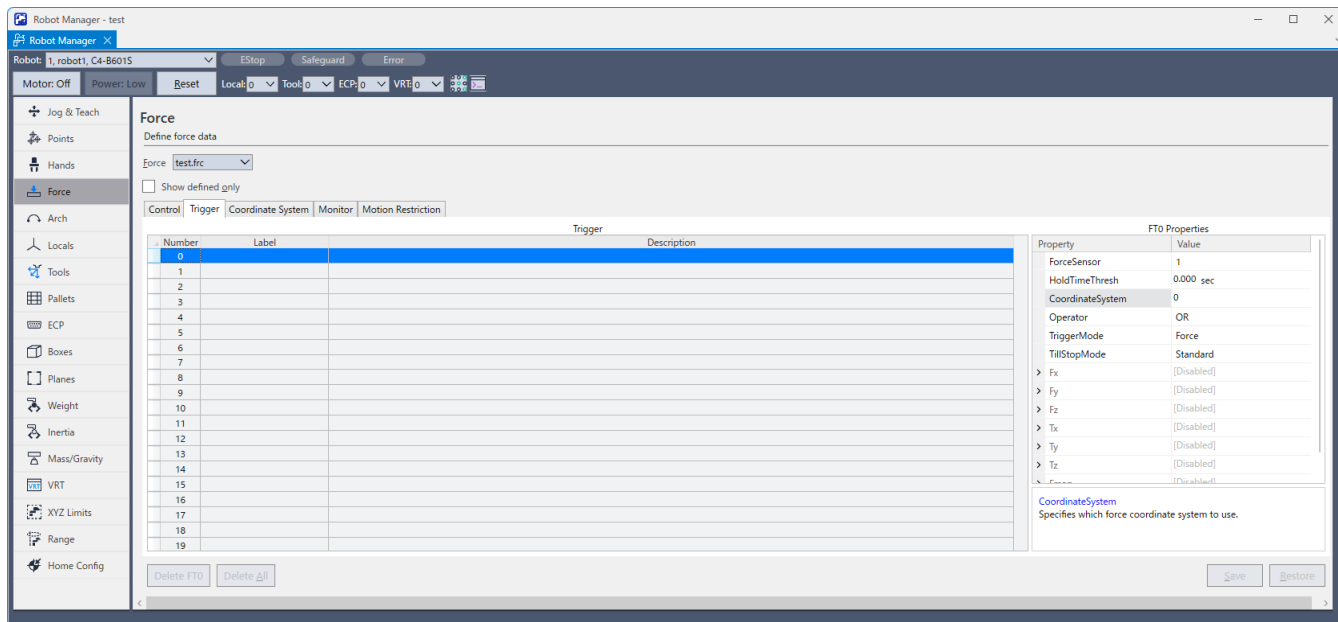 Robot Manager - test
Robot Manager
Robot: 1, robot1, C4-B601S EStop Safeguard Error
Motor: Off Power: Low Reset Local: 0 Tool: 0 ECP: 0 VRT: 0
Jog & Teach
Points
Hands
Force
Arch
Locals
Tools
Pallets
ECP
Boxes
Planes
Weight
Inertia
Mass/Gravity
VRT
XYZ Limits
Range
Home Config
Force
Define force data
Force test.frc
Show defined only
Control Trigger Coordinate System Monitor Motion Restriction
Trigger
Number Label Description
0
1
2
3
4
5
6
7
8
9
10
11
12
13
14
15
16
17
18
19
FT0 Properties
Property Value
ForceSensor 1
HoldTimeThresh 0.000 sec
CoordinateSystem 0
Operator OR
TriggerMode Force
TillStopMode Standard
Fx [Disabled]
Fy [Disabled]
Fz [Disabled]
Tx [Disabled]
Ty [Disabled]
Tz [Disabled]
CoordinateSystem
Specifies which force coordinate system to use.
Delete FT0 Delete All Save Restore